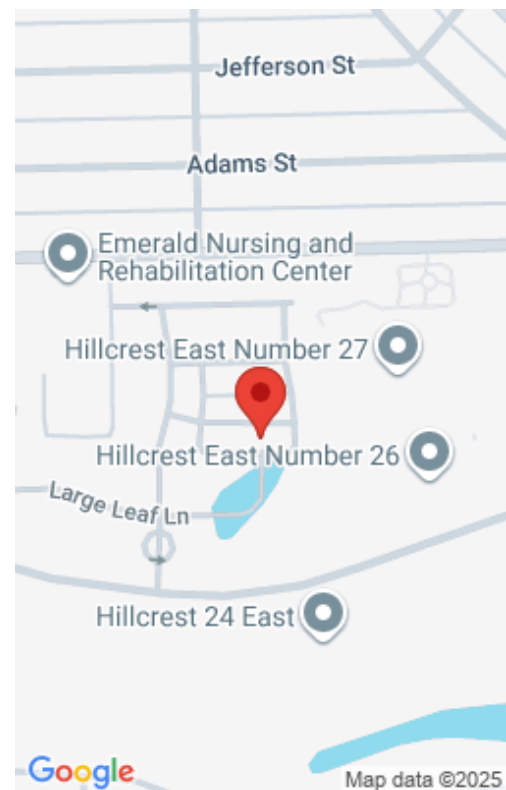 Jefferson St
Adams St
Emerald Nursing and
Rehabilitation Center
Hillcrest East Number 27
Hillcrest East Number 26
Large Leaf Ln
Hillcrest 24 East
Google
Map data ©2025